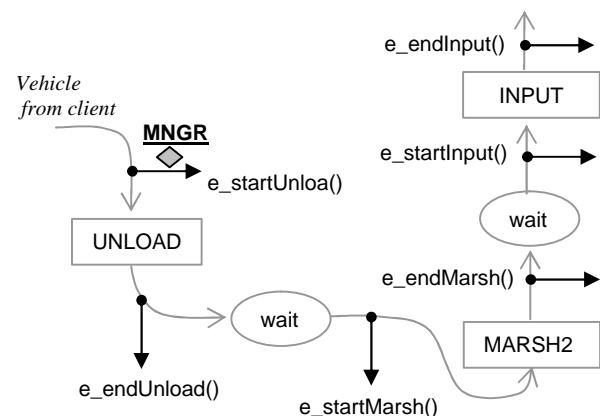 Vehicle
from client
MNGR
e_startUnloa()
UNLOAD
e_endUnload()
wait
e_startMarsh()
MARSH2
e_endMarsh()
wait
e_startInput()
INPUT
e_endInput()